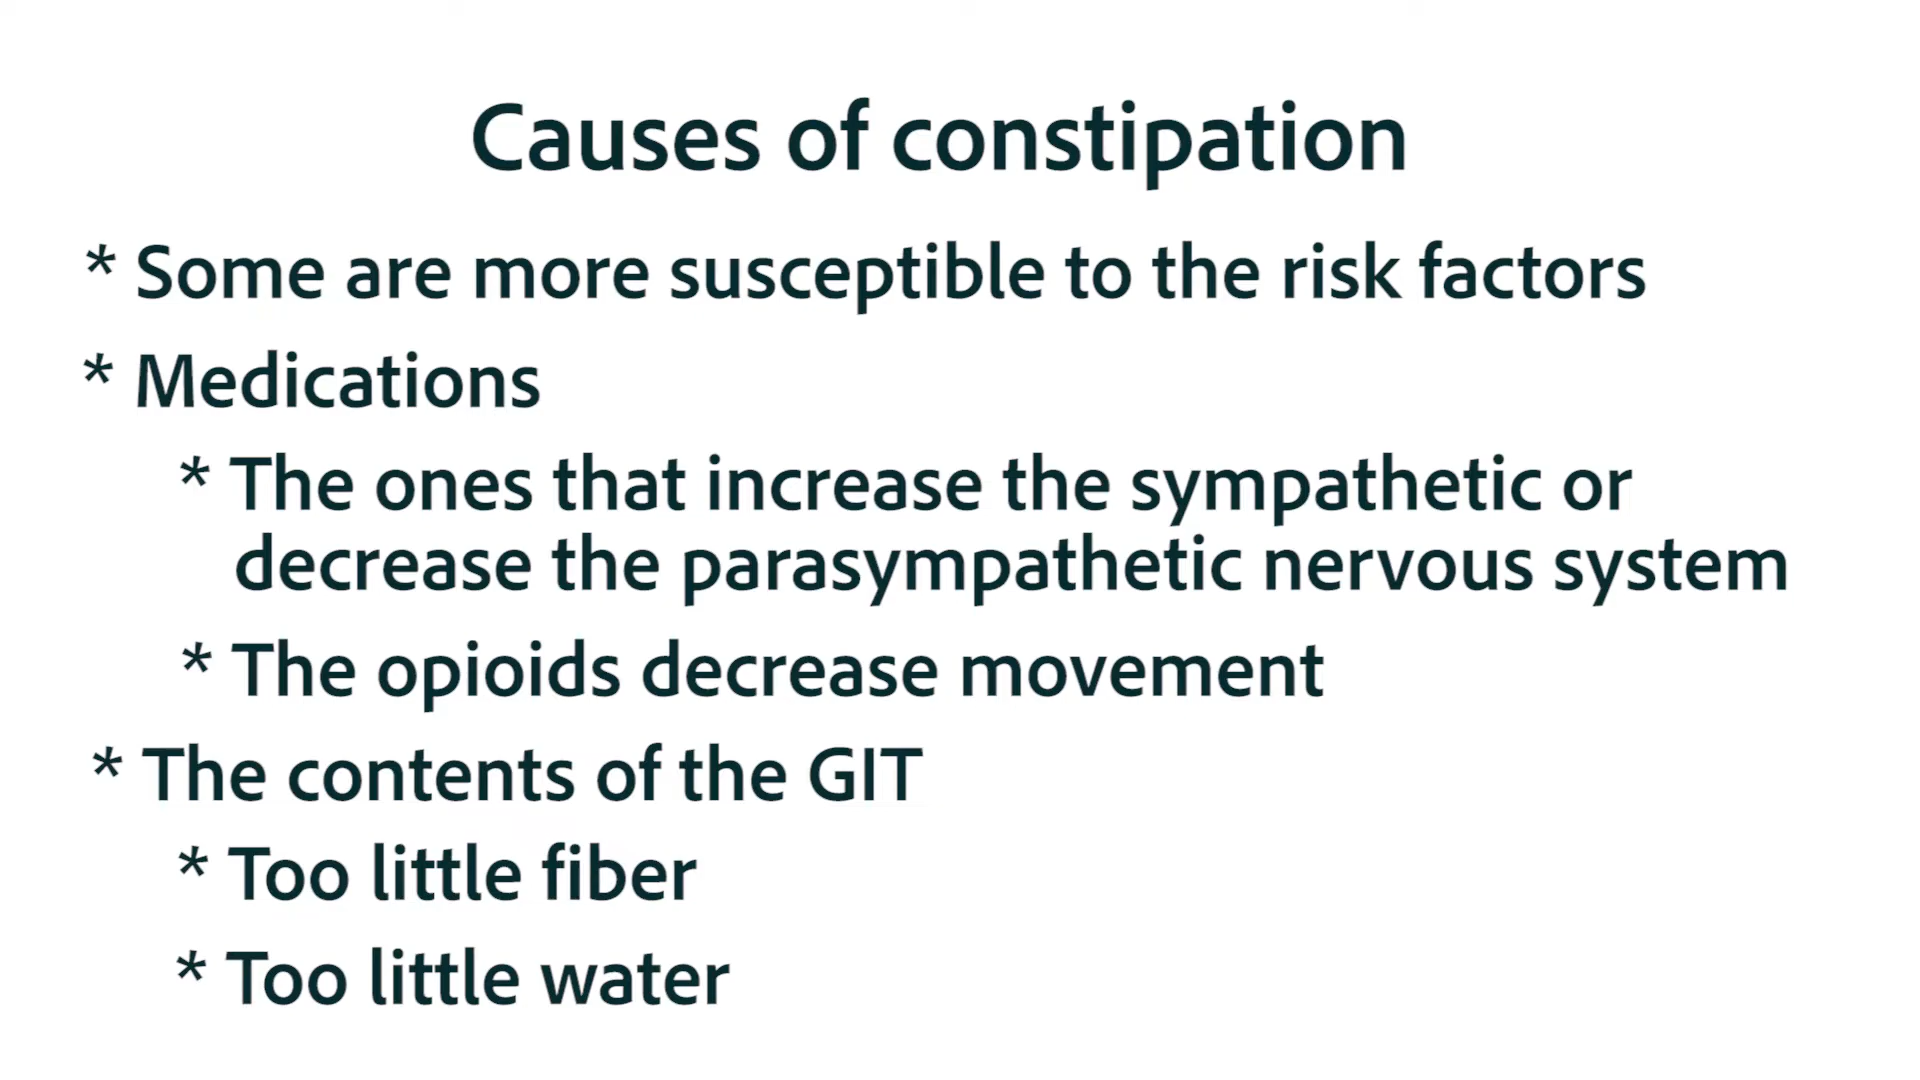 Causes of constipation
* Some are more susceptible to the risk factors
* Medications
* The ones that increase the sympathetic or
decrease the parasympathetic nervous system
* The opioids decrease movement
* The contents of the GIT
* Too little fiber
* Too little water